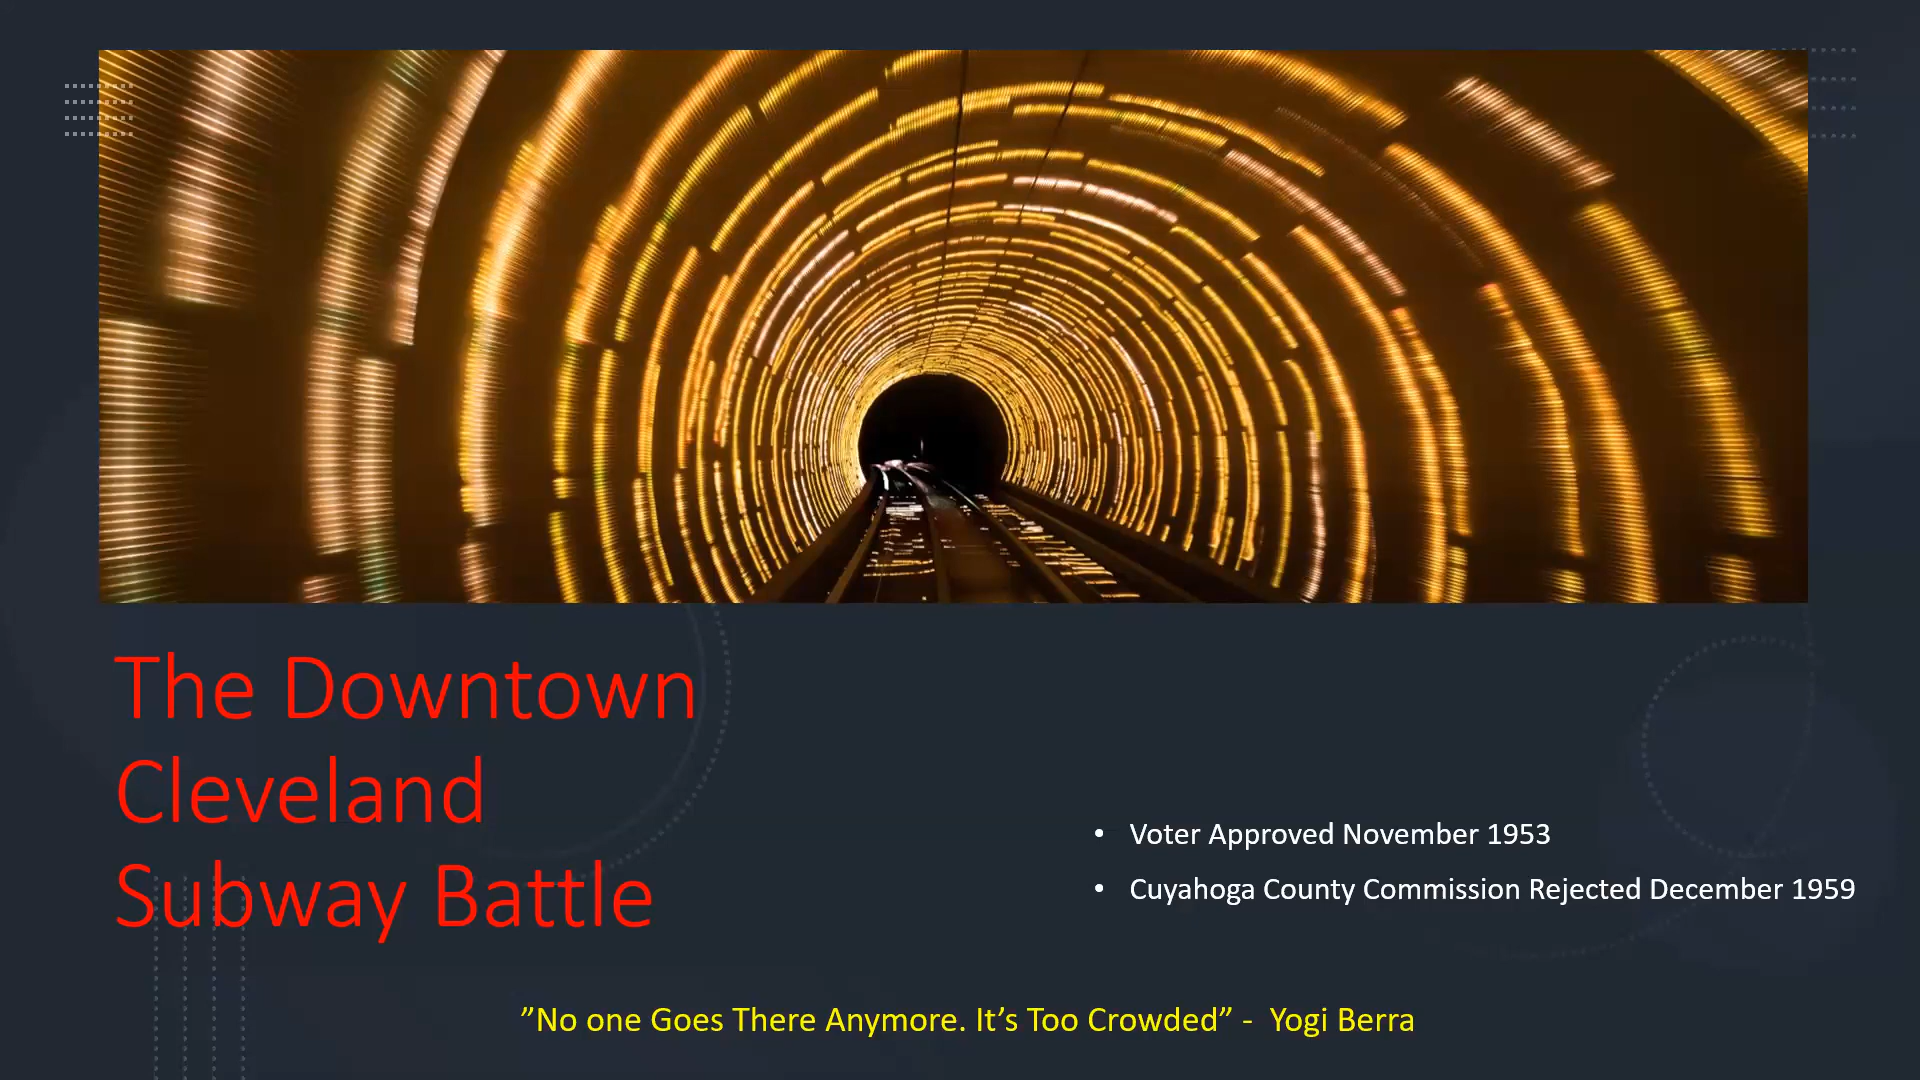 The Downtown
Cleveland
Subway Battle
• Voter Approved November 1953
• Cuyahoga County Commission Rejected December 1959
”No one Goes There Anymore. It’s Too Crowded” - Yogi Berra